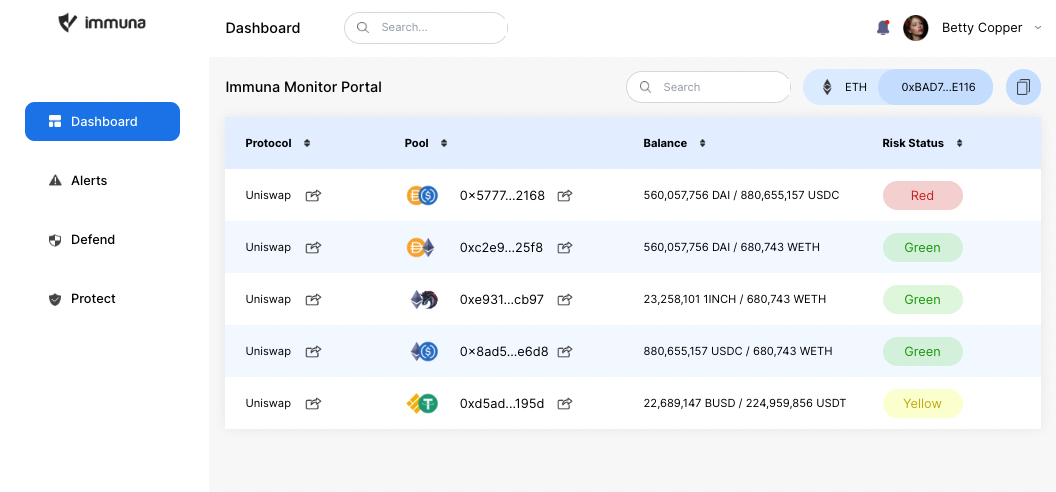 immuna
Dashboard
Search...
Betty Copper
Dashboard
Alerts
Defend
Protect
Immuna Monitor Portal
Search
ETH
0xBAD7...E116
Protocol Pool Balance Risk Status
Uniswap 0x5777...2168 560,057,756 DAI / 880,655,157 USDC Red
Uniswap 0xc2e9...25f8 560,057,756 DAI / 680,743 WETH Green
Uniswap 0xe931...cb97 23,258,101 1INCH / 680,743 WETH Green
Uniswap 0x8ad5...e6d8 880,655,157 USDC / 680,743 WETH Green
Uniswap 0xd5ad...195d 22,689,147 BUSD / 224,959,856 USDT Yellow